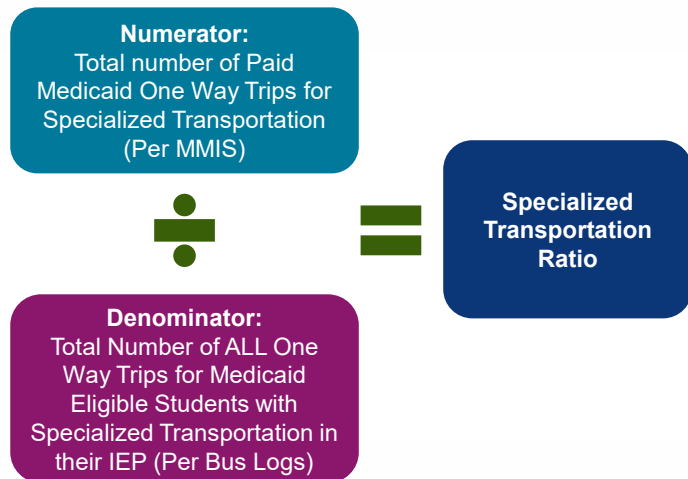 Numerator:
Total number of Paid
Medicaid One Way Trips for
Specialized Transportation
(Per MMIS)
Specialized
Transportation
Ratio
Denominator:
Total Number of ALL One
Way Trips for Medicaid
Eligible Students with
Specialized Transportation in
their IEP (Per Bus Logs)